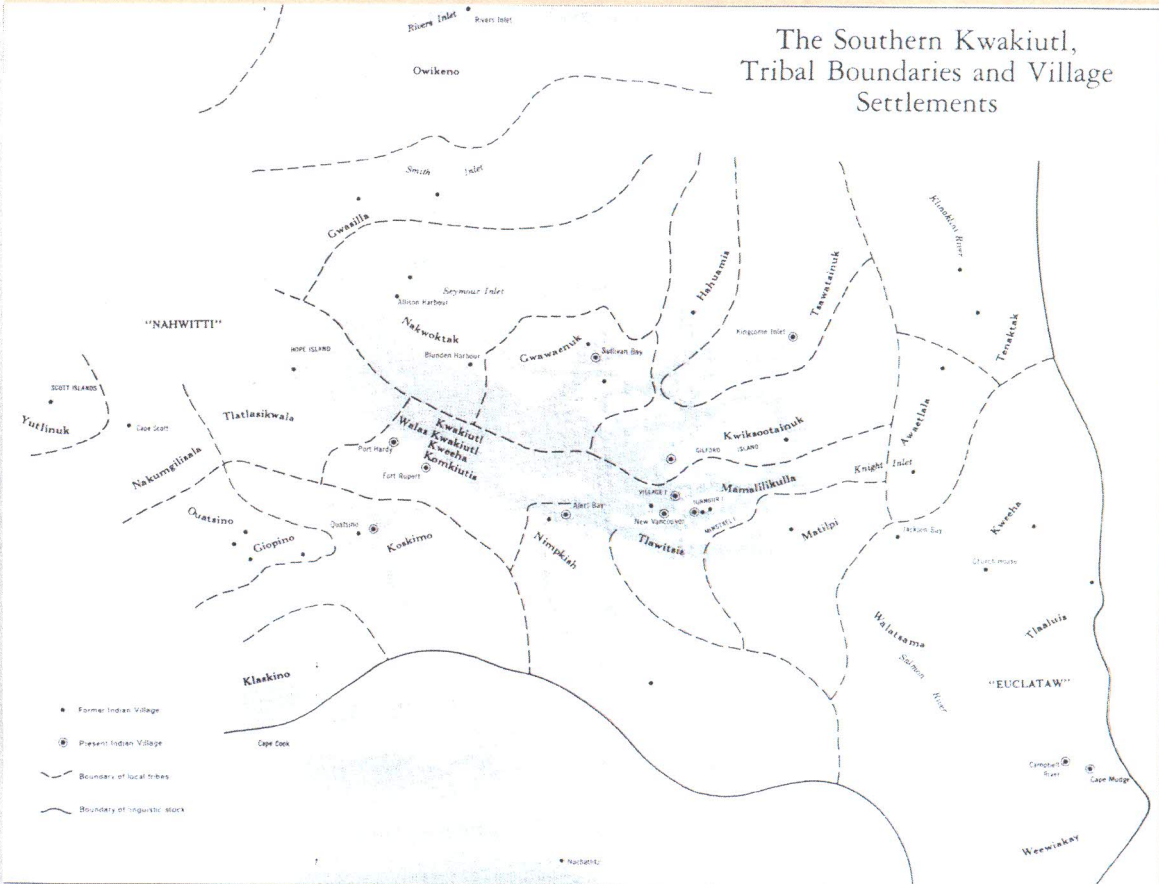 The Southern Kwakiutl,
Tribal Boundaries and Village
Settlements
Rivers Inlet
Rivers Inlet
Owikeno
Smith Inlet
Gwasilla
Klinaklini River
Hahuamis
Tsawatainuk
Seymour Inlet
Allison Harbour
"NAHWITTI"
Nakwoktak
Kingcome Inlet
Tenaktak
HOPE ISLAND
Blunden Harbour
Gwawaenuk
Sullivan Bay
SCOTT ISLANDS
Yutlinuk
Cape Scott
Tlatlasikwala
Kwakiutl
Walas Kwakiutl
Kweeha
Komkiutis
Kwiksootainuk
Awaetlala
Port Hardy
GILFORD ISLAND
Nakumgilisala
Fort Rupert
Knight Inlet
Mamalilikulla
VILLAGE I
TURNOUR I
Alert Bay
New Vancouver
Quatsino
Quatsino
Giopino
Koskimo
Nimpkish
Tlawitsis
Matilpi
Jackson Bay
Kweeha
Church House
Walatsama
Salmon River
Tlaaluis
Klaskino
"EUCLATAW"
Former Indian Village
Present Indian Village
Cape Cook
Boundary of local tribes
Boundary of linguistic stock
Campbell
River
Cape Mudge
Weewiakay